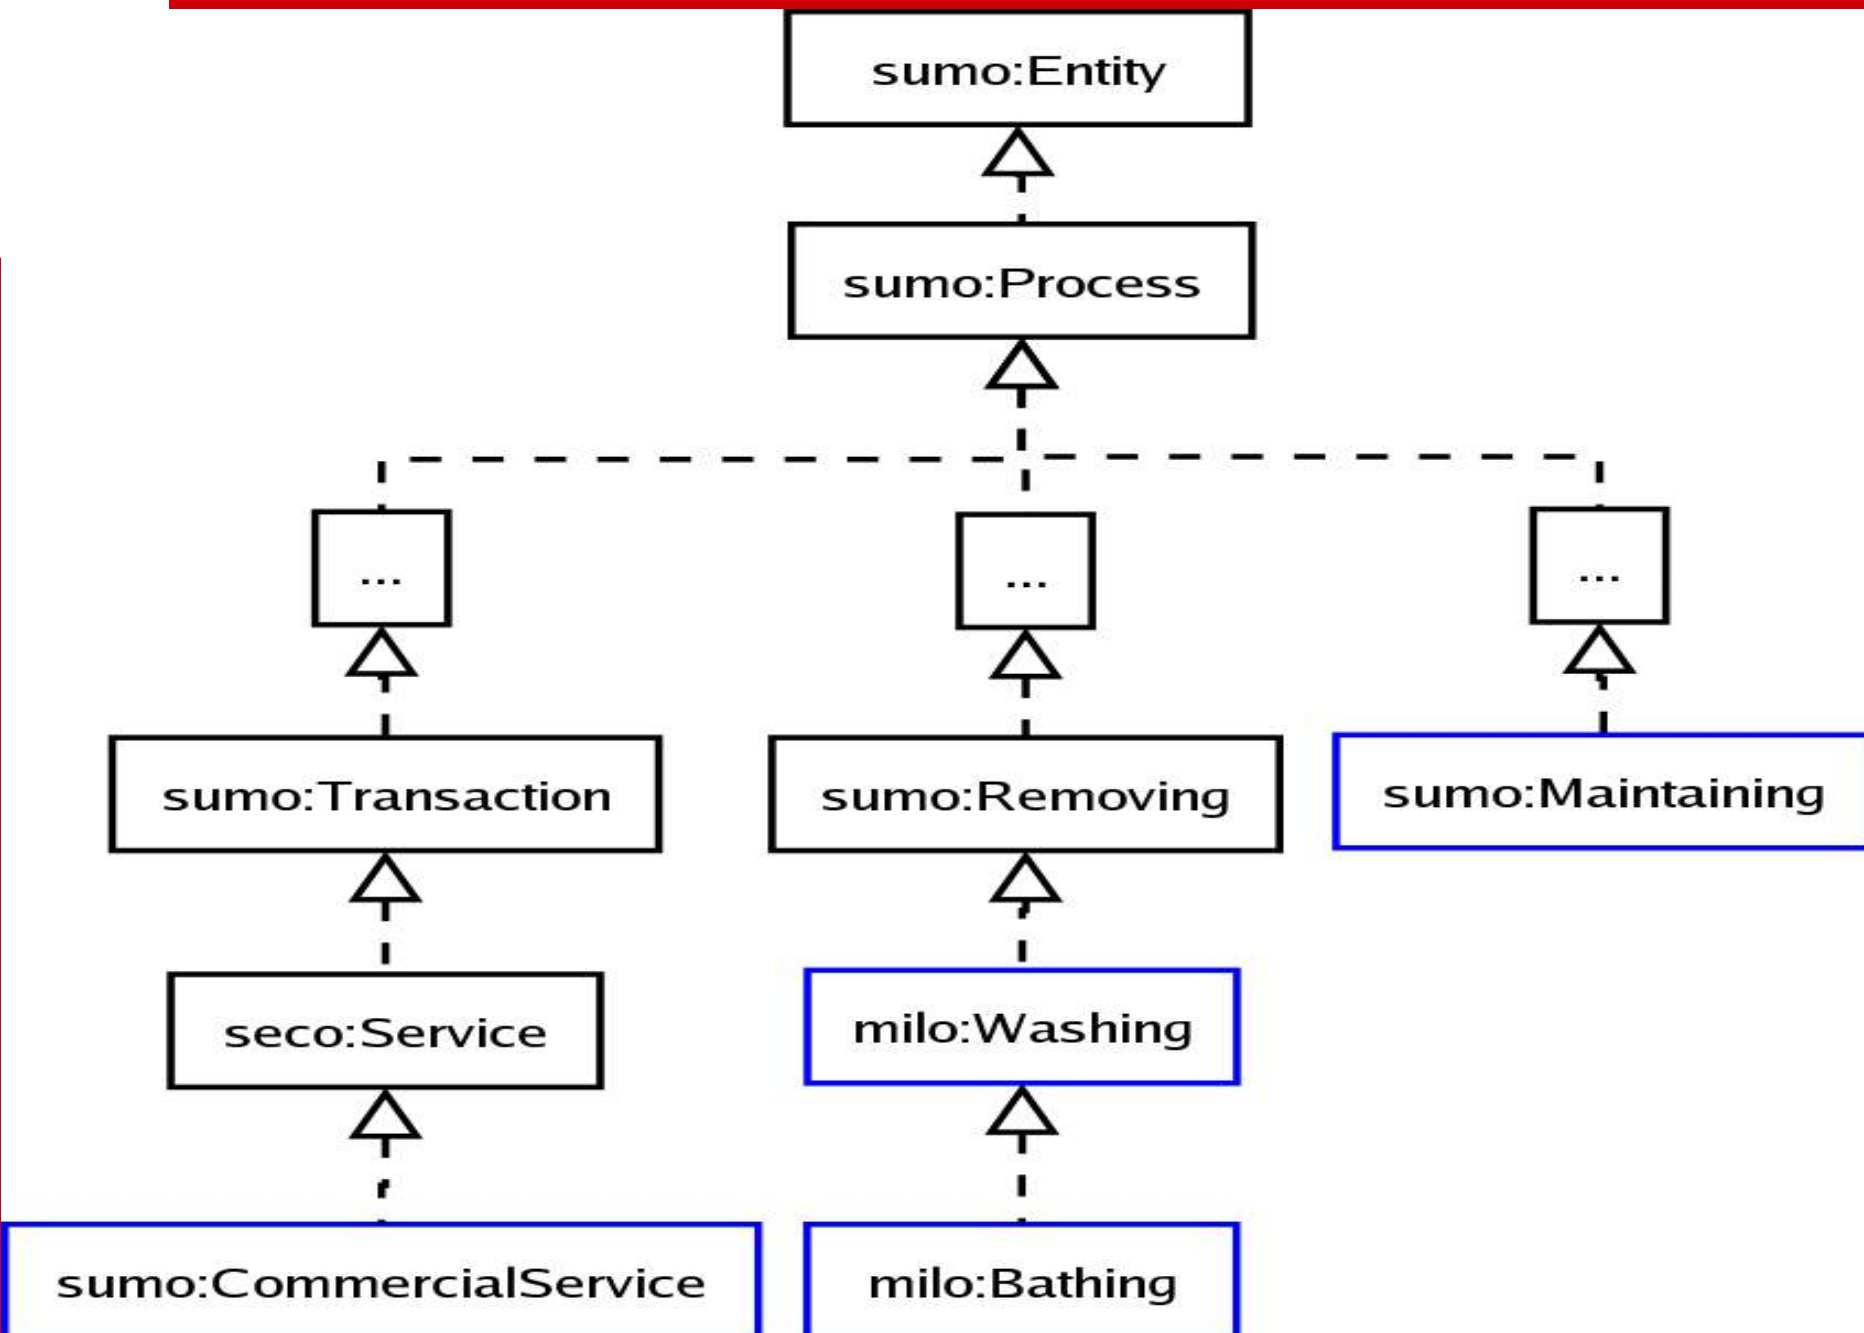 sumo:Entity
sumo:Process
... ... ...
sumo:Transaction sumo:Removing sumo:Maintaining
seco:Service milo:Washing
sumo:CommercialService milo:Bathing